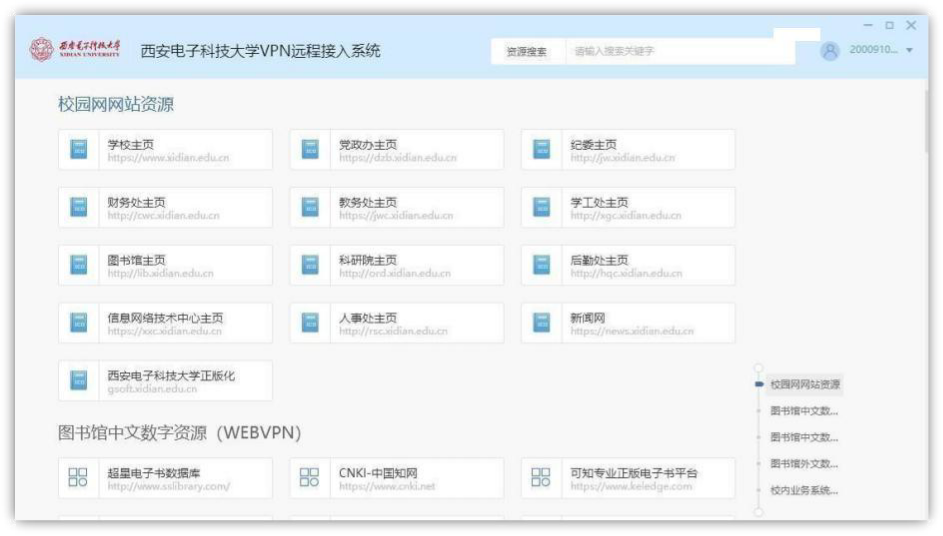 西安电子科技大学
XIDIAN UNIVERSITY
西安电子科技大学VPN远程接入系统
资源搜索
请输入搜索关键字
2000910...
校园网网站资源
学校主页
https://www.xidian.edu.cn
党政办主页
https://dzb.xidian.edu.cn
纪委主页
http://jw.xidian.edu.cn
财务处主页
http://cwc.xidian.edu.cn
教务处主页
https://jwc.xidian.edu.cn
学工处主页
http://xgc.xidian.edu.cn
图书馆主页
http://lib.xidian.edu.cn
科研院主页
http://ord.xidian.edu.cn
后勤处主页
http://hqc.xidian.edu.cn
信息网络技术中心主页
https://xxc.xidian.edu.cn
人事处主页
http://rsc.xidian.edu.cn
新闻网
https://news.xidian.edu.cn
西安电子科技大学正版化
gsoft.xidian.edu.cn
图书馆中文数字资源（WEBVPN）
超星电子书数据库
http://www.sslibrary.com/
CNKI-中国知网
https://www.cnki.net
可知专业正版电子书平台
https://www.keledge.com
校园网网站资源
图书馆中文数...
图书馆中文数...
图书馆外文数...
校内业务系统...